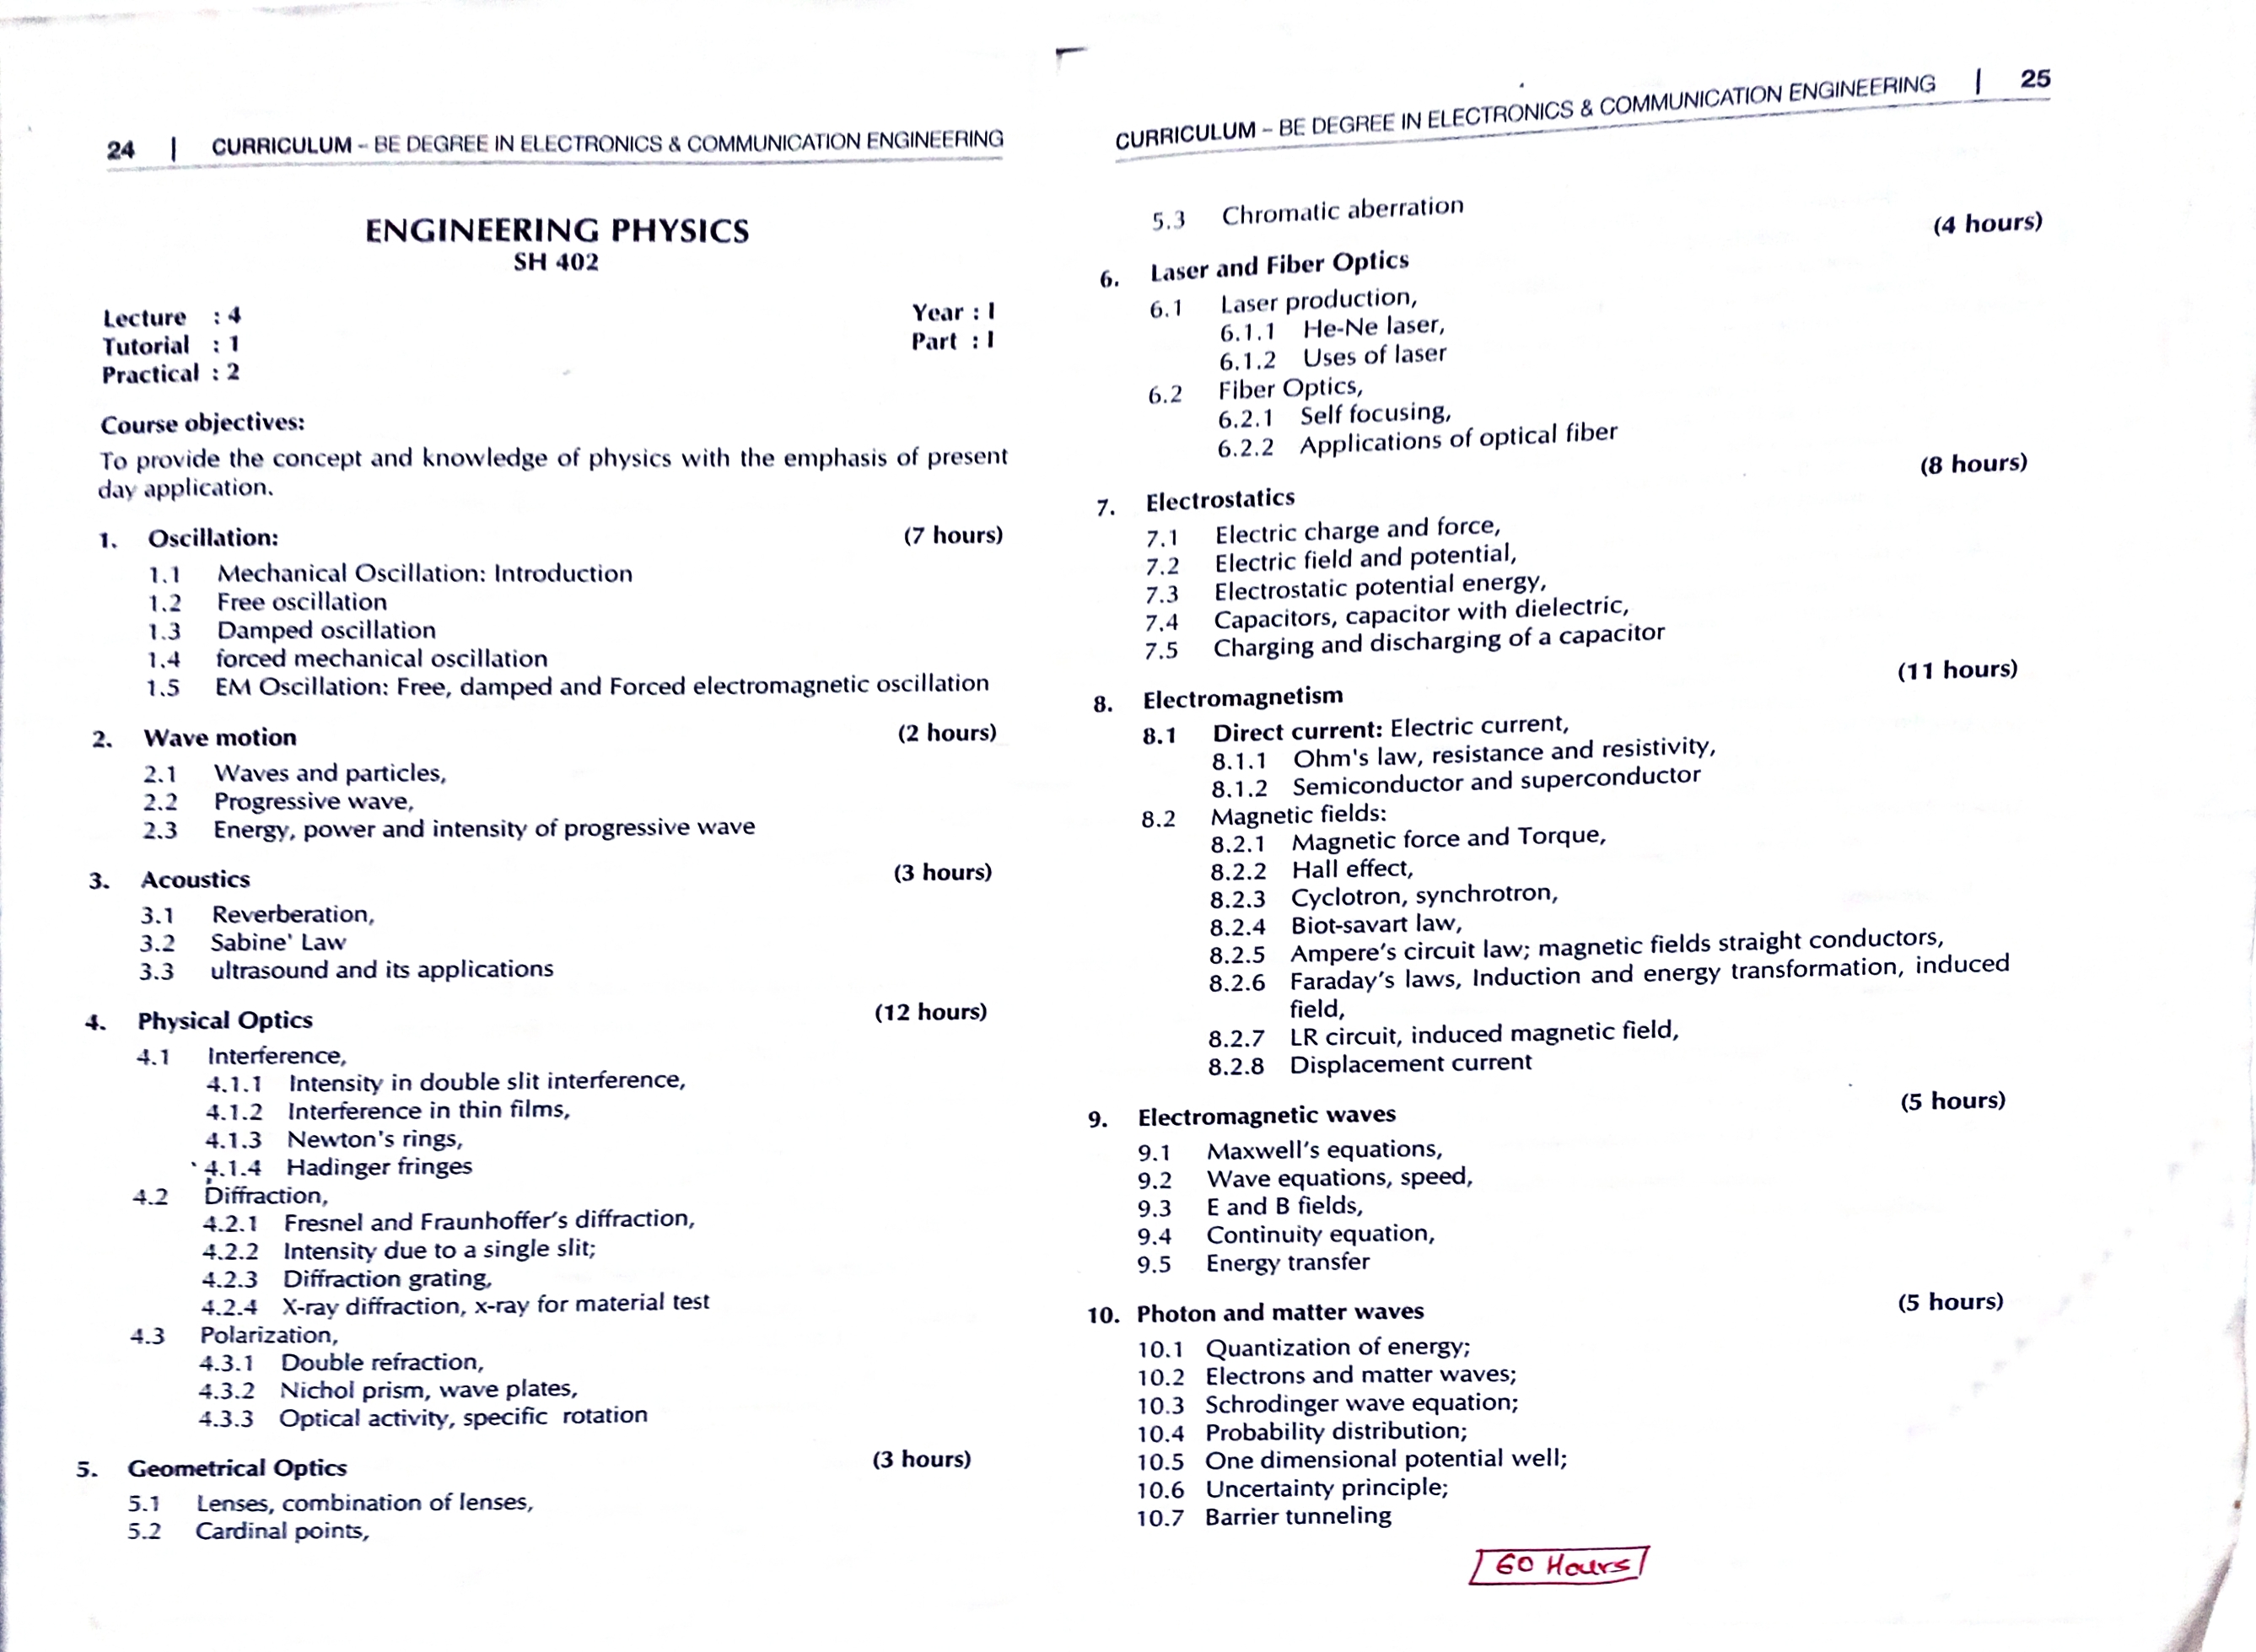 24 | CURRICULUM – BE DEGREE IN ELECTRONICS & COMMUNICATION ENGINEERING
ENGINEERING PHYSICS
SH 402
Lecture : 4 Year : I
Tutorial : 1 Part : I
Practical : 2
Course objectives:
To provide the concept and knowledge of physics with the emphasis of present
day application.
1. Oscillation: (7 hours)
1.1 Mechanical Oscillation: Introduction
1.2 Free oscillation
1.3 Damped oscillation
1.4 forced mechanical oscillation
1.5 EM Oscillation: Free, damped and Forced electromagnetic oscillation
2. Wave motion (2 hours)
2.1 Waves and particles,
2.2 Progressive wave,
2.3 Energy, power and intensity of progressive wave
3. Acoustics (3 hours)
3.1 Reverberation,
3.2 Sabine' Law
3.3 ultrasound and its applications
4. Physical Optics (12 hours)
4.1 Interference,
4.1.1 Intensity in double slit interference,
4.1.2 Interference in thin films,
4.1.3 Newton's rings,
4.1.4 Hadinger fringes
4.2 Diffraction,
4.2.1 Fresnel and Fraunhoffer's diffraction,
4.2.2 Intensity due to a single slit;
4.2.3 Diffraction grating,
4.2.4 X-ray diffraction, x-ray for material test
4.3 Polarization,
4.3.1 Double refraction,
4.3.2 Nichol prism, wave plates,
4.3.3 Optical activity, specific rotation
5. Geometrical Optics (3 hours)
5.1 Lenses, combination of lenses,
5.2 Cardinal points,
CURRICULUM – BE DEGREE IN ELECTRONICS & COMMUNICATION ENGINEERING | 25
5.3 Chromatic aberration
6. Laser and Fiber Optics (4 hours)
6.1 Laser production,
6.1.1 He-Ne laser,
6.1.2 Uses of laser
6.2 Fiber Optics,
6.2.1 Self focusing,
6.2.2 Applications of optical fiber
7. Electrostatics (8 hours)
7.1 Electric charge and force,
7.2 Electric field and potential,
7.3 Electrostatic potential energy,
7.4 Capacitors, capacitor with dielectric,
7.5 Charging and discharging of a capacitor
8. Electromagnetism (11 hours)
8.1 Direct current: Electric current,
8.1.1 Ohm's law, resistance and resistivity,
8.1.2 Semiconductor and superconductor
8.2 Magnetic fields:
8.2.1 Magnetic force and Torque,
8.2.2 Hall effect,
8.2.3 Cyclotron, synchrotron,
8.2.4 Biot-savart law,
8.2.5 Ampere's circuit law; magnetic fields straight conductors,
8.2.6 Faraday's laws, Induction and energy transformation, induced
field,
8.2.7 LR circuit, induced magnetic field,
8.2.8 Displacement current
9. Electromagnetic waves (5 hours)
9.1 Maxwell's equations,
9.2 Wave equations, speed,
9.3 E and B fields,
9.4 Continuity equation,
9.5 Energy transfer
10. Photon and matter waves (5 hours)
10.1 Quantization of energy;
10.2 Electrons and matter waves;
10.3 Schrodinger wave equation;
10.4 Probability distribution;
10.5 One dimensional potential well;
10.6 Uncertainty principle;
10.7 Barrier tunneling
60 Hours